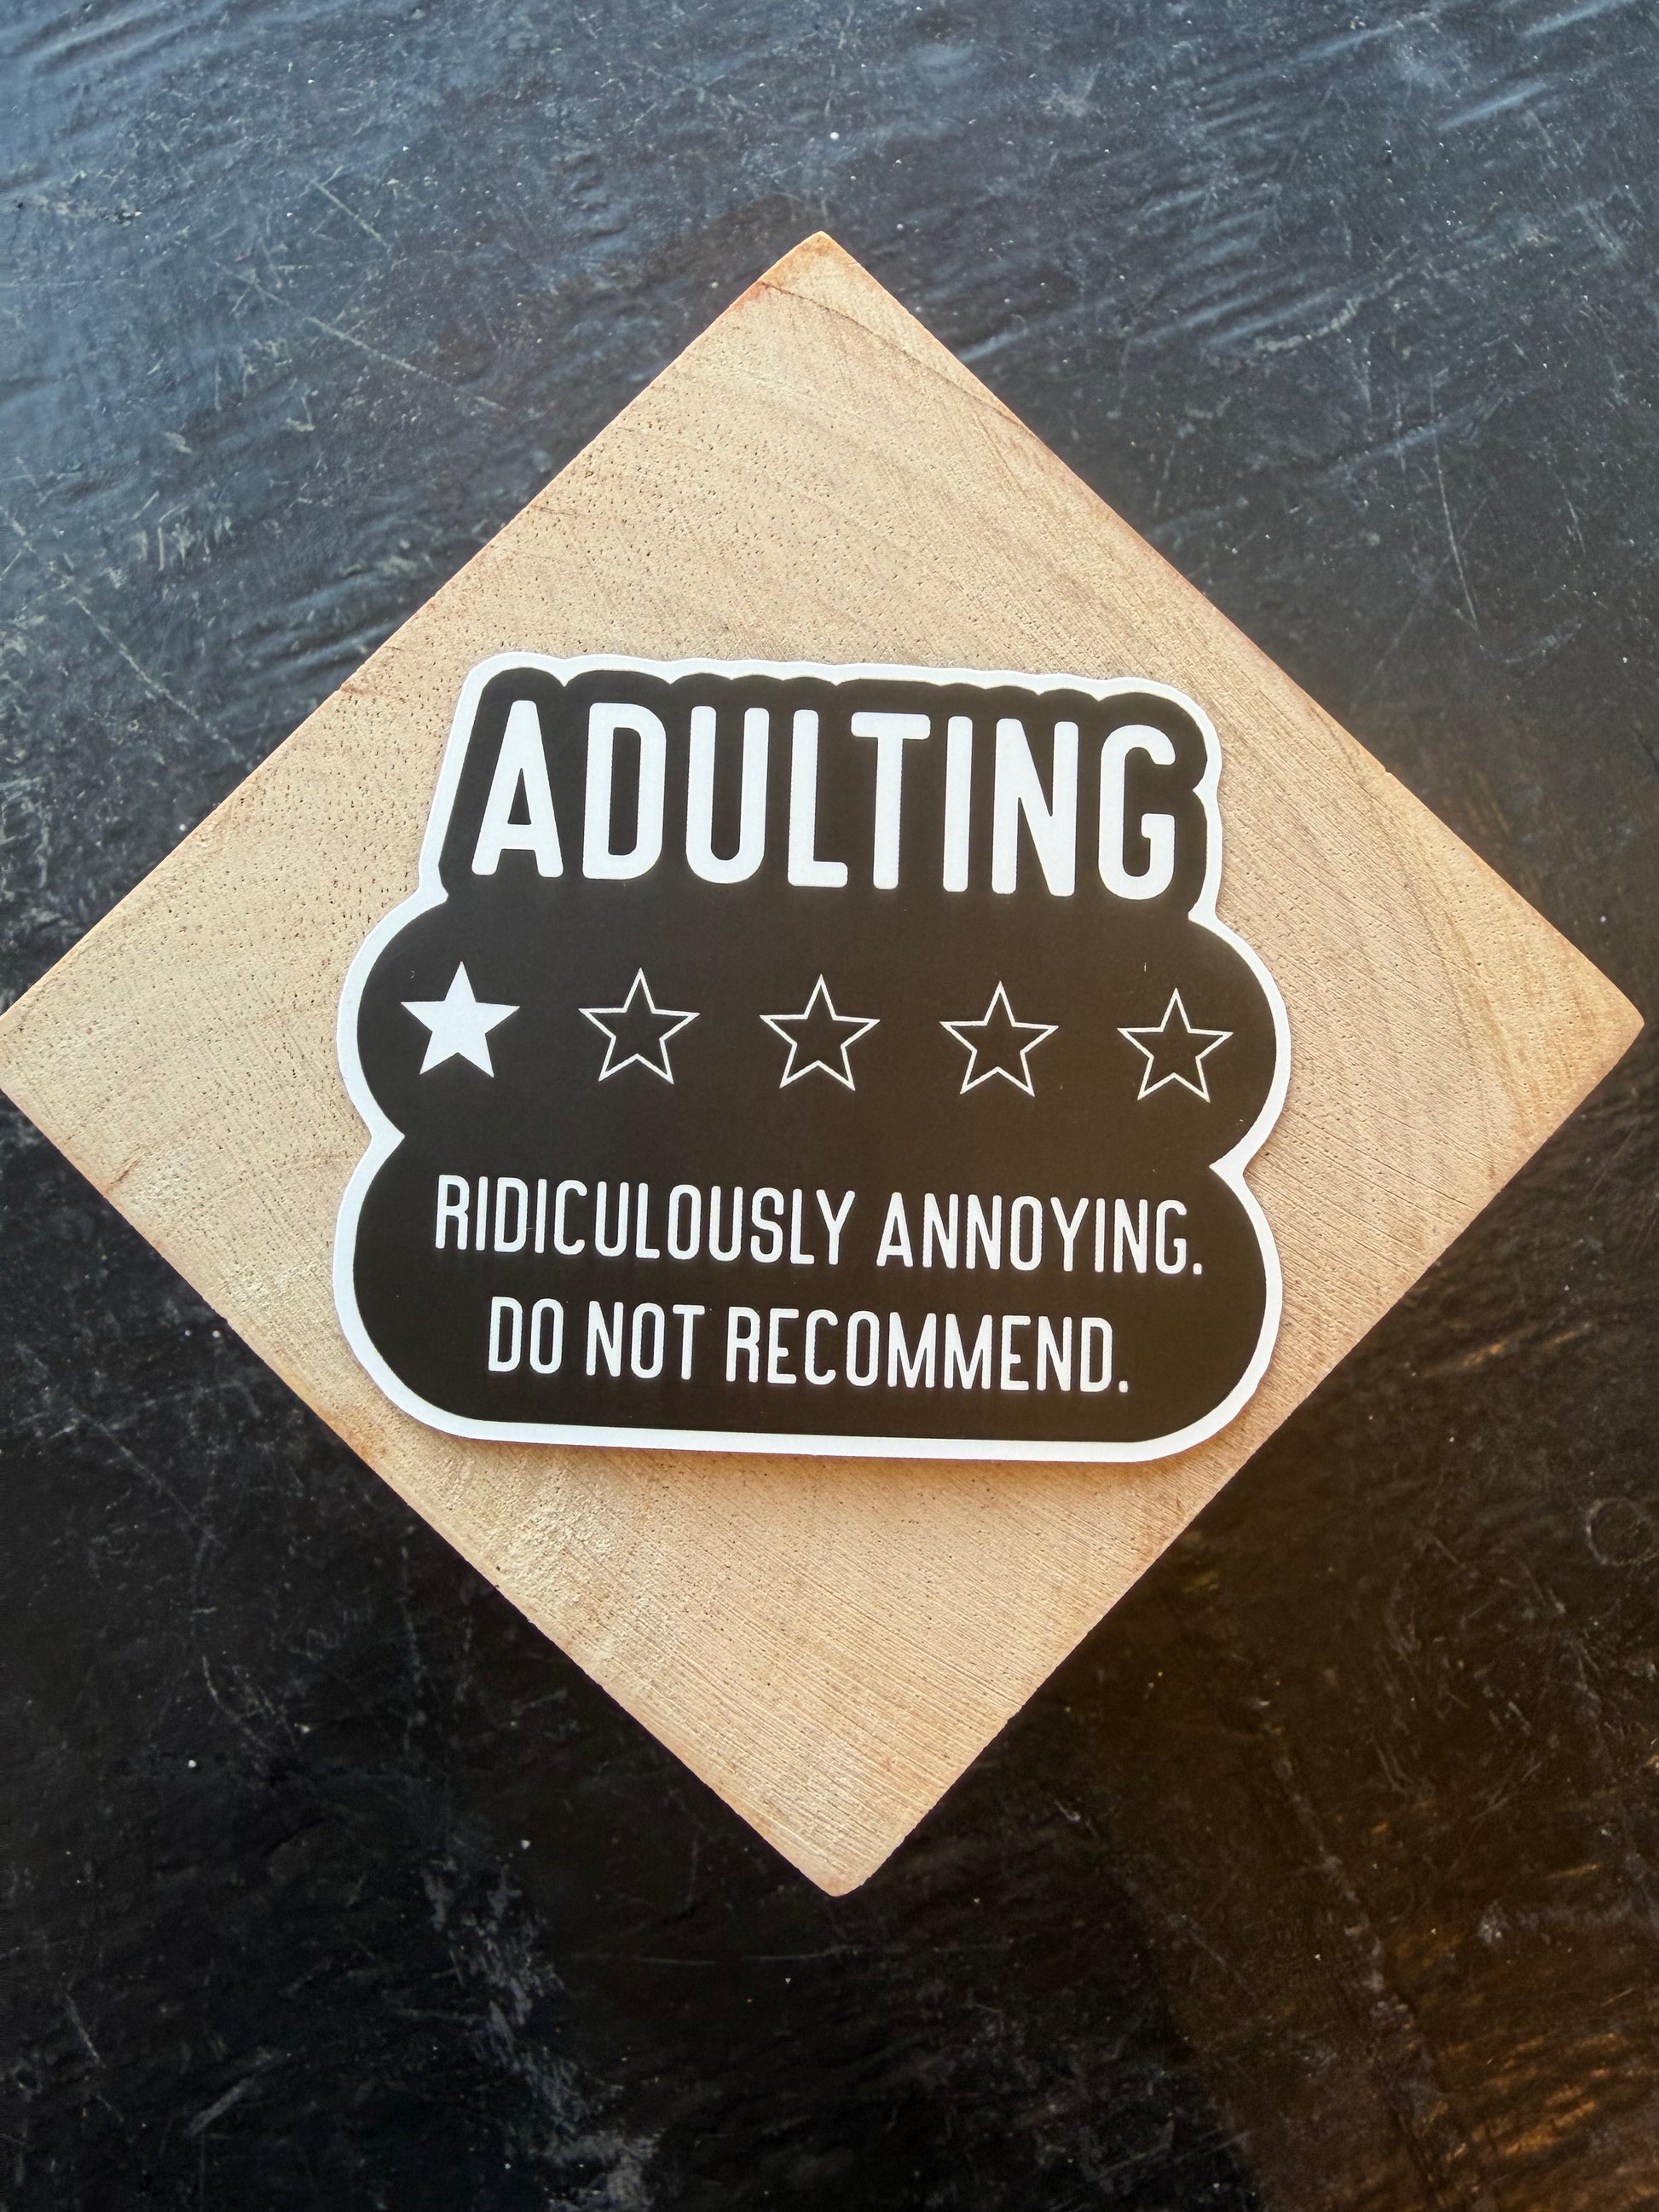 ADULTING
RIDICULOUSLY ANNOYING.
DO NOT RECOMMEND.